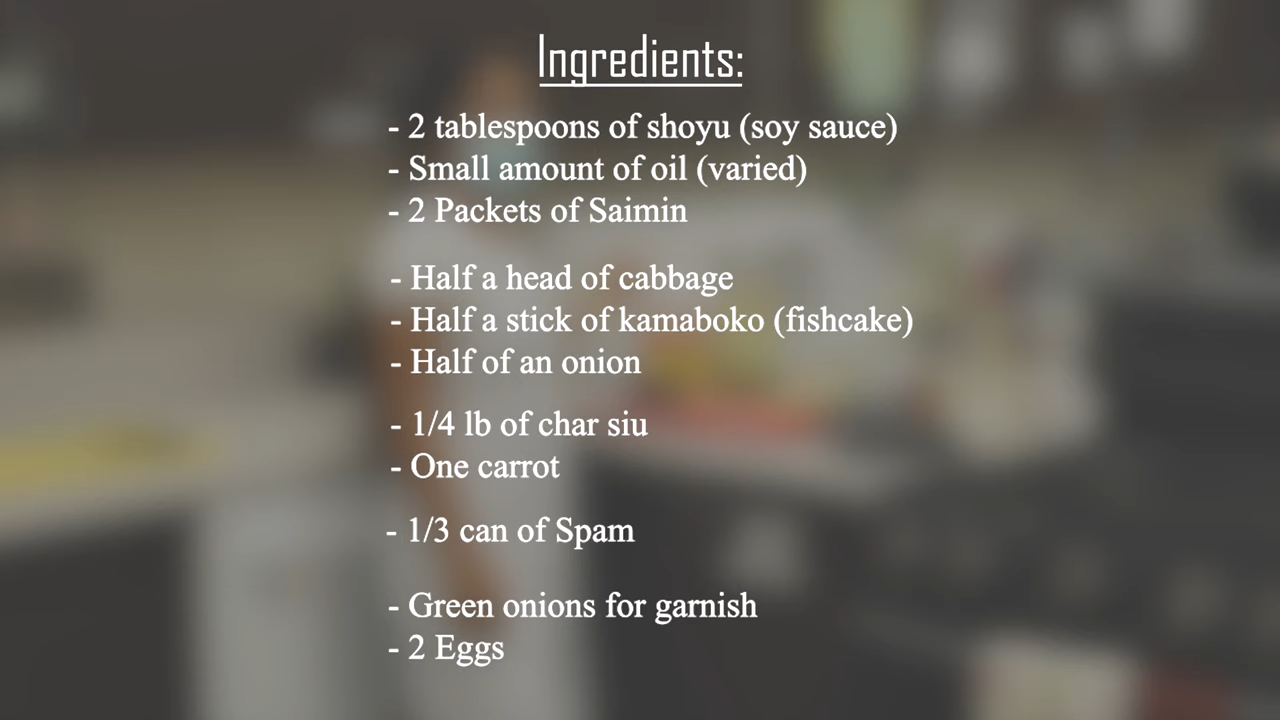 Ingredients:
- 2 tablespoons of shoyu (soy sauce)
- Small amount of oil (varied)
- 2 Packets of Saimin
- Half a head of cabbage
- Half a stick of kamaboko (fishcake)
- Half of an onion
- 1/4 lb of char siu
- One carrot
- 1/3 can of Spam
- Green onions for garnish
- 2 Eggs